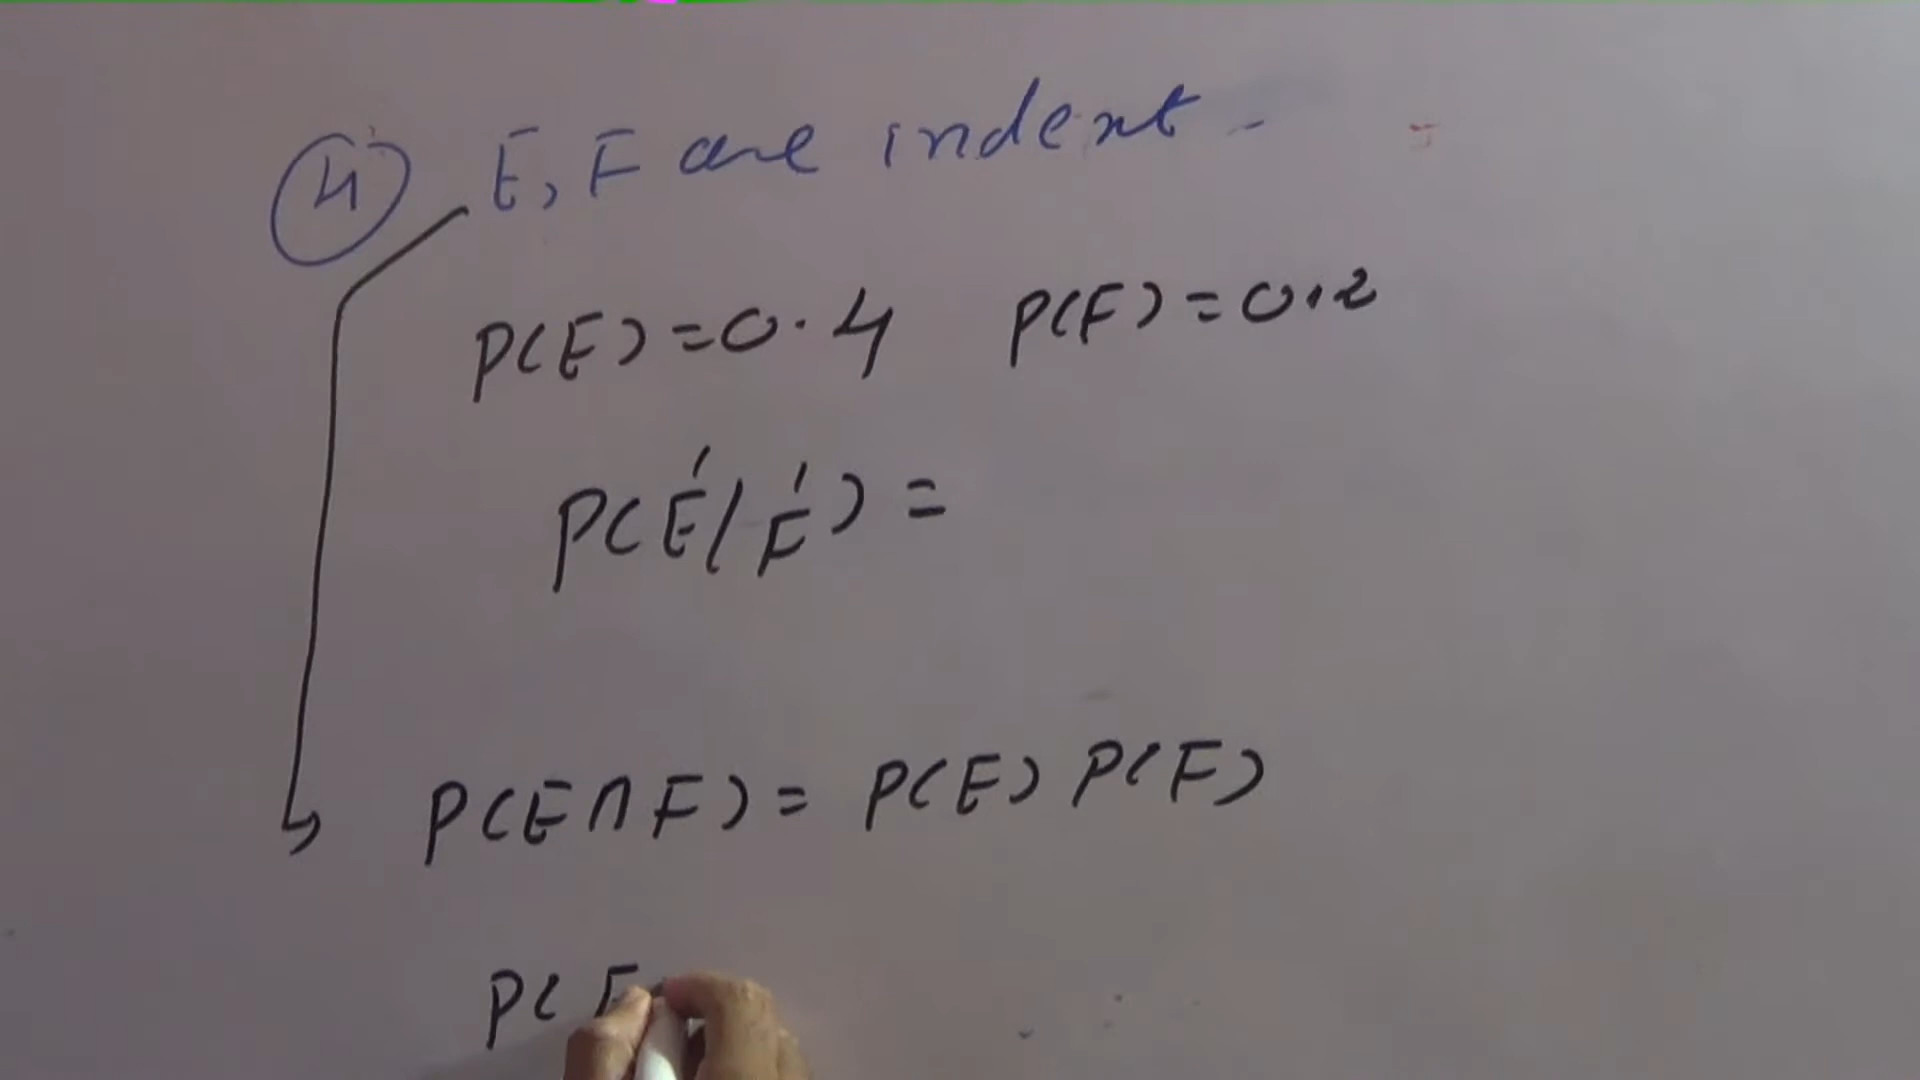 ④ E, F are indent -
P(E) = 0.4 P(F) = 0.2
P(E'/F') =
P(E∩F) = P(E) P(F)
P(E